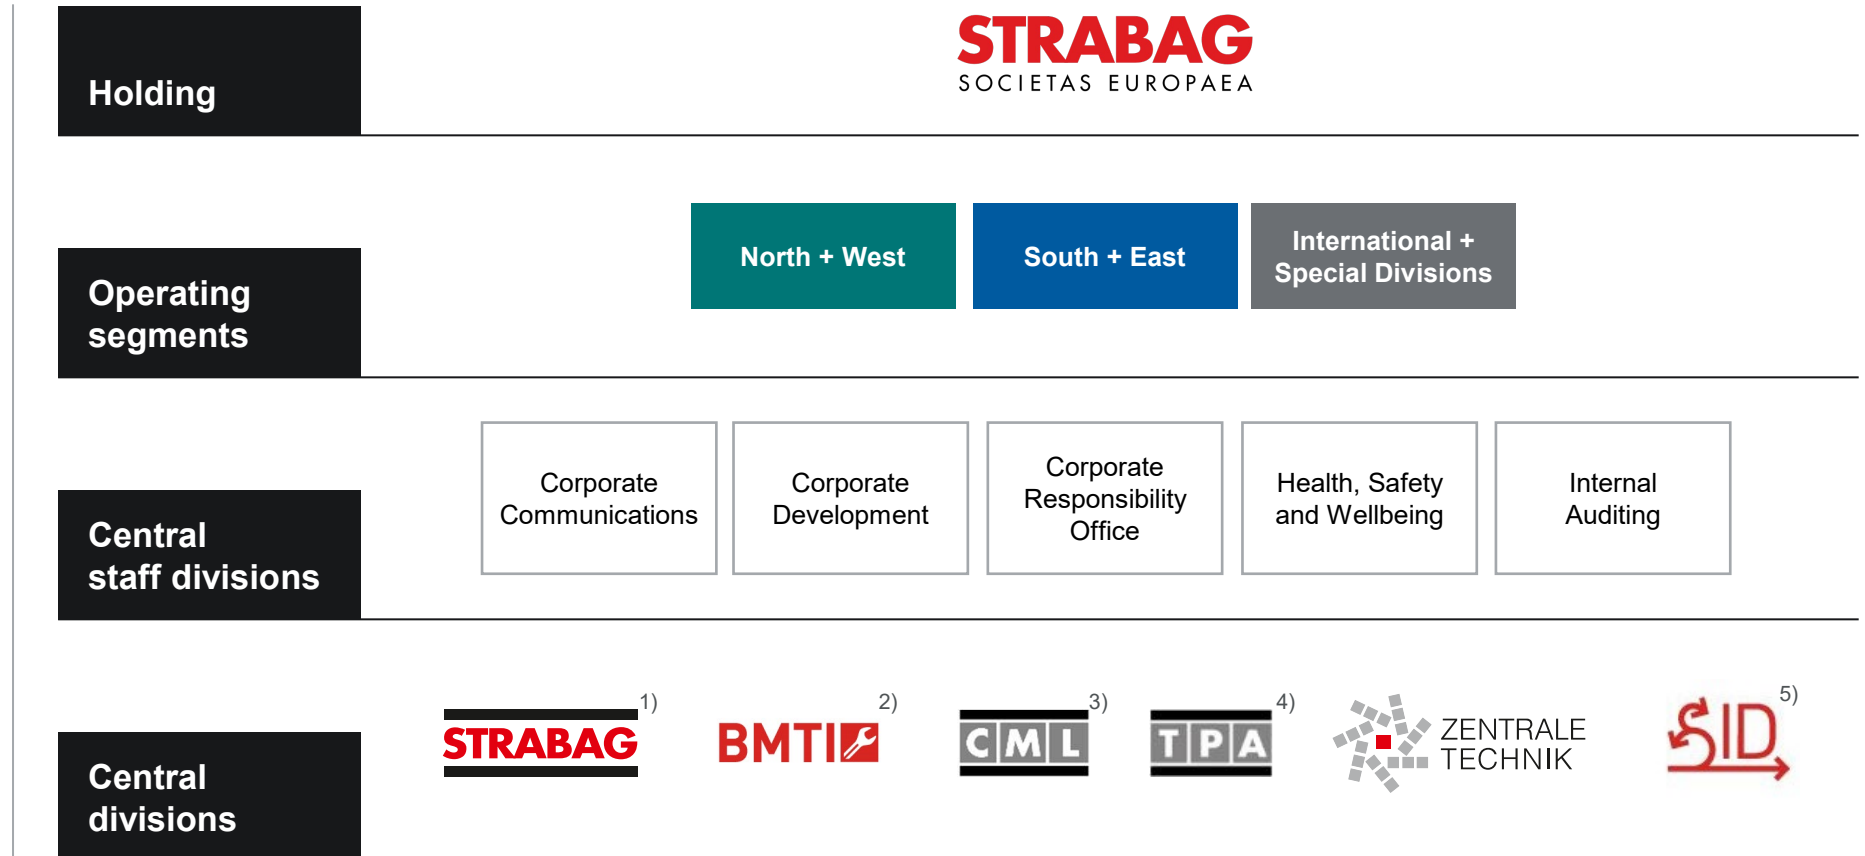 Holding
STRABAG
SOCIETAS EUROPAEA
Operating
segments
North + West
South + East
International +
Special Divisions
Central
staff divisions
Corporate
Communications
Corporate
Development
Corporate
Responsibility
Office
Health, Safety
and Wellbeing
Internal
Auditing
Central
divisions
STRABAG 1)
BMTI 2)
CML 3)
TPA 4)
ZENTRALE
TECHNIK
SID 5)